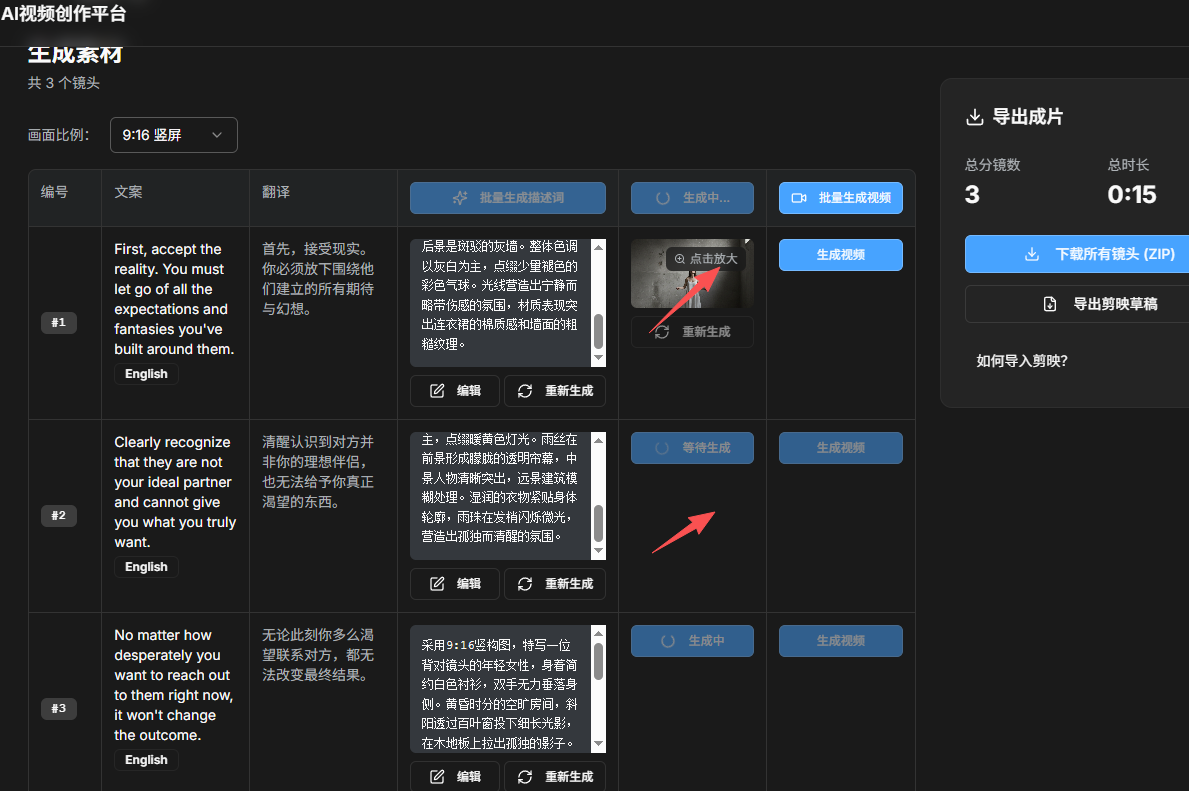 AI视频创作平台
生成素材
共 3 个镜头
画面比例:
9:16 竖屏
编号
文案
翻译
批量生成描述词
生成中...
批量生成视频
#1
First, accept the
reality. You must
let go of all the
expectations and
fantasies you've
built around them.
English
首先，接受现实。
你必须放下围绕他
们建立的所有期待
与幻想。
后景是斑驳的灰墙。整体色调
以灰白为主，点缀少量褪色的
彩色气球。光线营造出宁静而
略带伤感的氛围，材质表现突
出连衣裙的棉质感和墙面的粗
糙纹理。
编辑
重新生成
点击放大
重新生成
生成视频
#2
Clearly recognize
that they are not
your ideal partner
and cannot give
you what you truly
want.
English
清醒认识到对方并
非你的理想伴侣，
也无法给予你真正
渴望的东西。
主，点缀暖黄色灯光。雨丝在
前景形成朦胧的透明帘幕，中
景人物清晰突出，远景建筑模
糊处理。湿润的衣物紧贴身体
轮廓，雨珠在发梢闪烁微光，
营造出孤独而清醒的氛围。
编辑
重新生成
等待生成
生成视频
#3
No matter how
desperately you
want to reach out
to them right now,
it won't change
the outcome.
English
无论此刻你多么渴
望联系对方，都无
法改变最终结果。
采用9:16竖构图，特写一位
背对镜头的年轻女性，身着简
约白色衬衫，双手无力垂落身
侧。黄昏时分的空旷房间，斜
阳透过百叶窗投下细长光影，
在木地板上拉出孤独的影子。
编辑
重新生成
生成中
生成视频
导出成片
总分镜数
总时长
3
0:15
下载所有镜头 (ZIP)
导出剪映草稿
如何导入剪映?